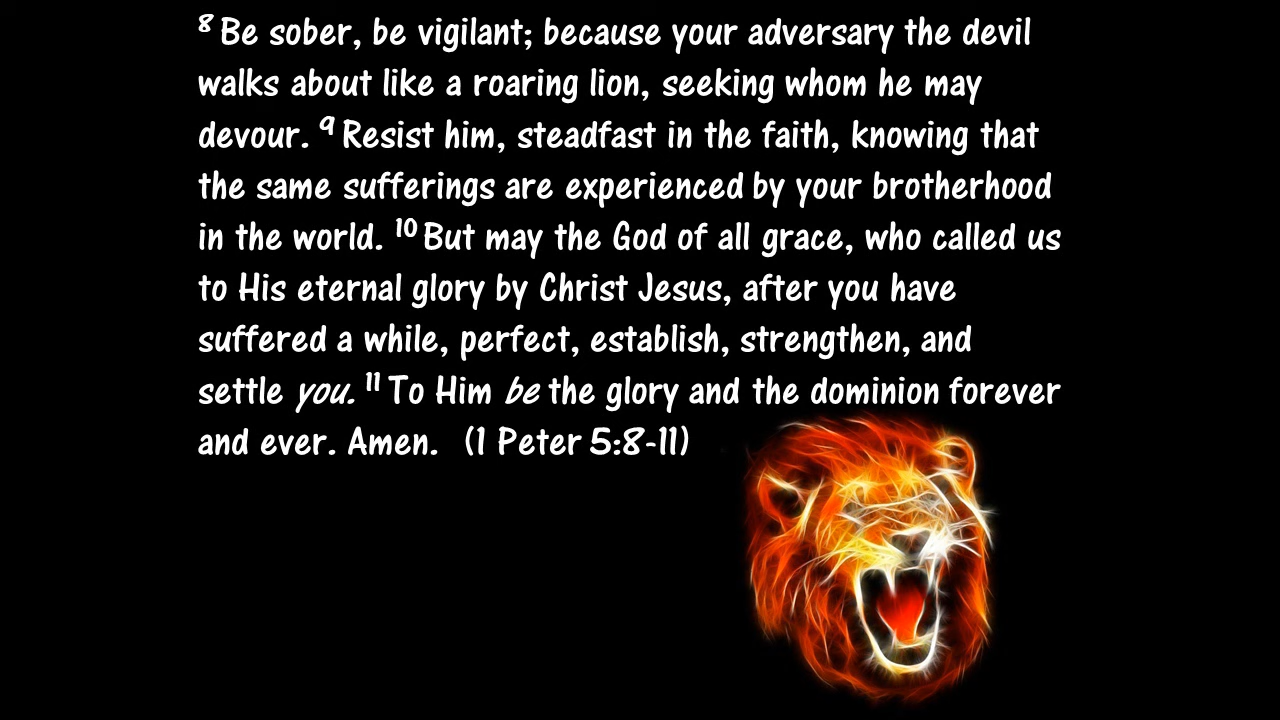 8 Be sober, be vigilant; because your adversary the devil
walks about like a roaring lion, seeking whom he may
devour. 9 Resist him, steadfast in the faith, knowing that
the same sufferings are experienced by your brotherhood
in the world. 10 But may the God of all grace, who called us
to His eternal glory by Christ Jesus, after you have
suffered a while, perfect, establish, strengthen, and
settle you. 11 To Him be the glory and the dominion forever
and ever. Amen. (1 Peter 5:8-11)